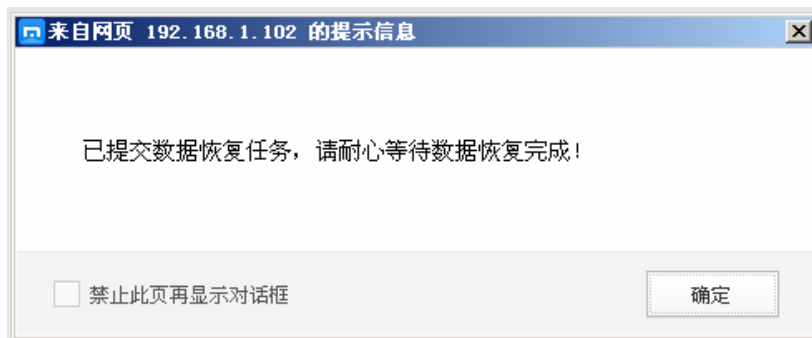 来自网页 192.168.1.102 的提示信息
已提交数据恢复任务，请耐心等待数据恢复完成！
禁止此页再显示对话框
确定